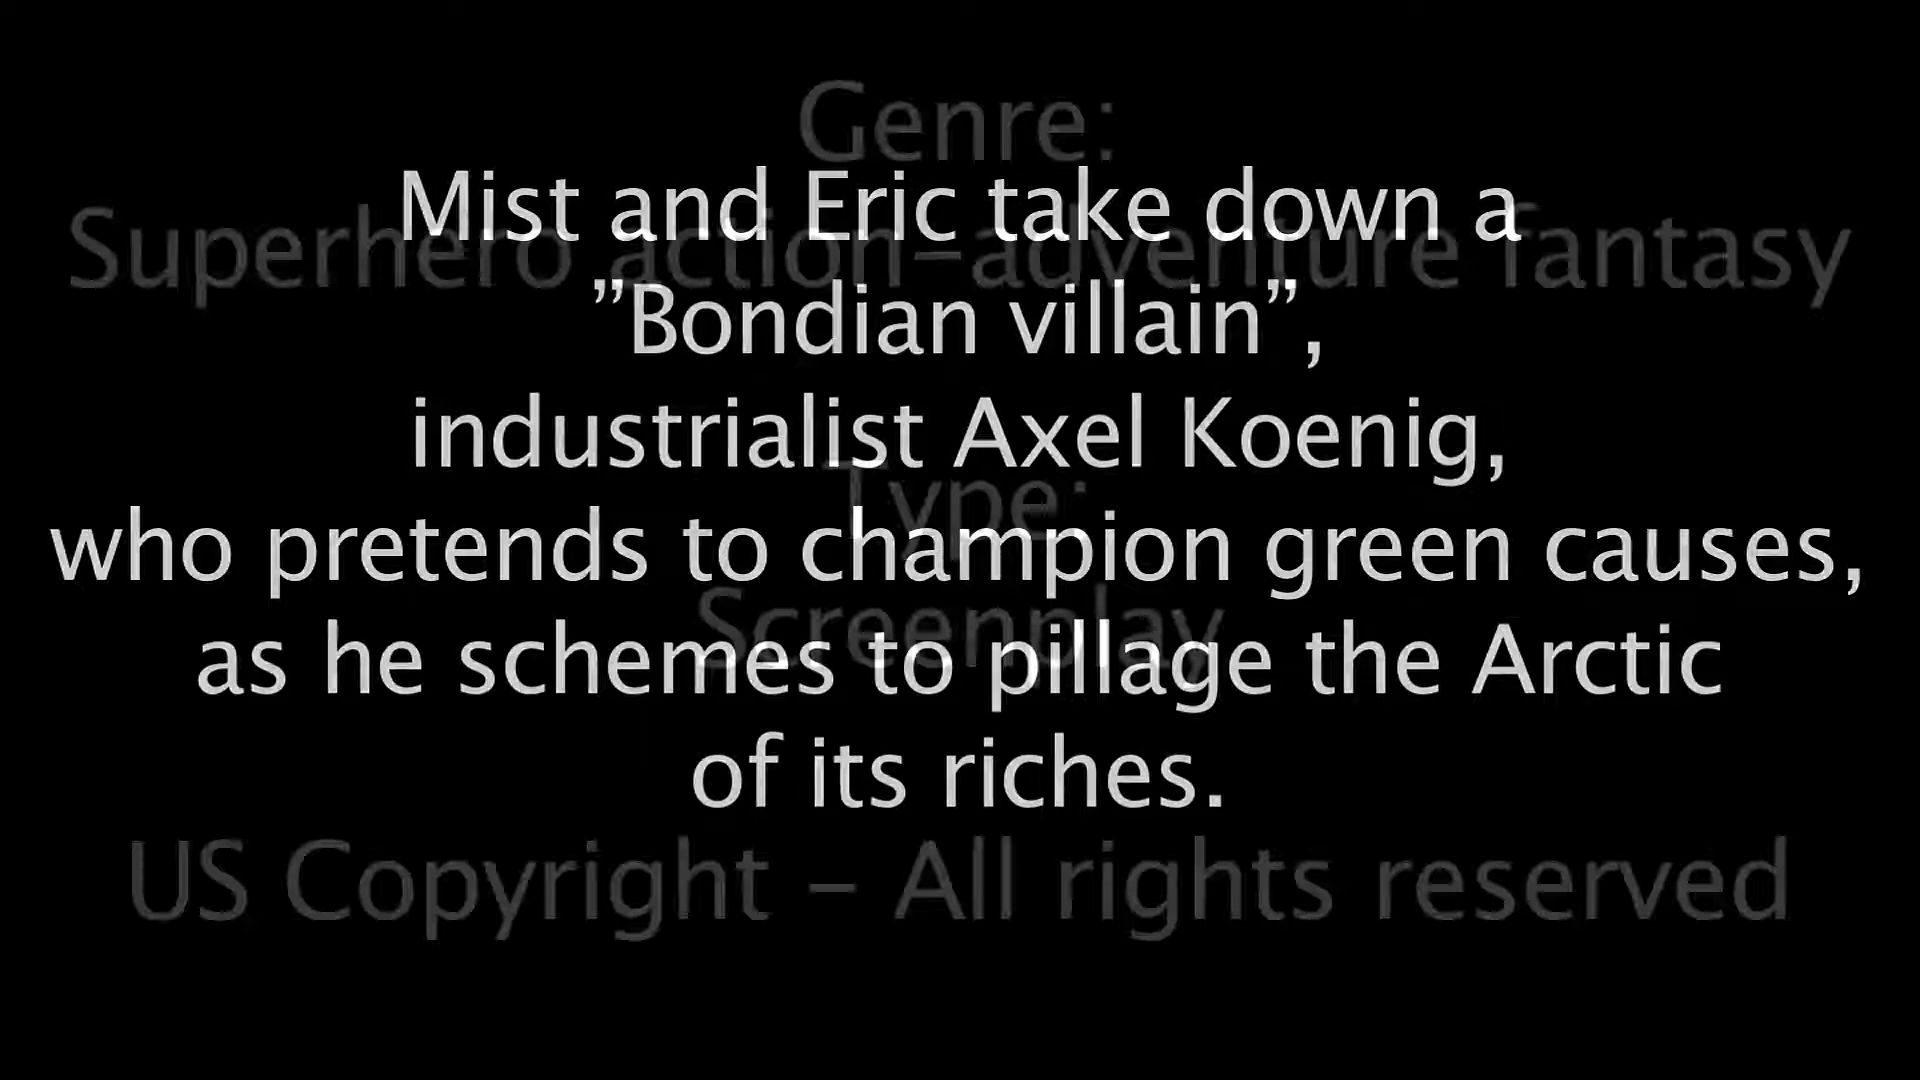 Genre:
Superhero action-adventure fantasy
Type:
Screenplay
US Copyright - All rights reserved
Mist and Eric take down a
”Bondian villain”,
industrialist Axel Koenig,
who pretends to champion green causes,
as he schemes to pillage the Arctic
of its riches.